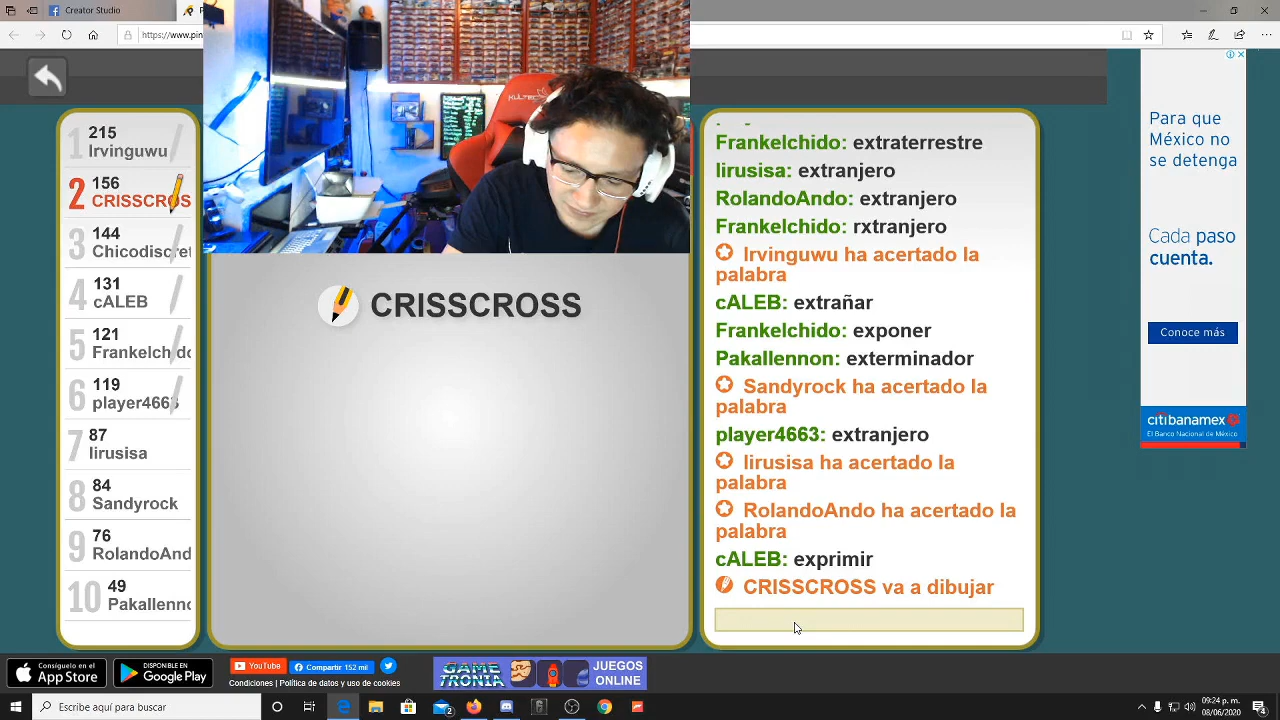 Creator Studio
https://www.pin
215
1 Irvinguwu
156
2 CRISSCROS
144
3 Chicodiscret
131
4 cALEB
121
5 Frankelchido
119
6 player4663
87
7 lirusisa
84
8 Sandyrock
76
9 RolandoAnd
49
10 Pakallenno
KULTEC
CRISSCROSS
Frankelchido: extraterrestre
lirusisa: extranjero
RolandoAndo: extranjero
Frankelchido: rxtranjero
Irvinguwu ha acertado la
palabra
cALEB: extrañar
Frankelchido: exponer
Pakallennon: exterminador
Sandyrock ha acertado la
palabra
player4663: extranjero
lirusisa ha acertado la
palabra
RolandoAndo ha acertado la
palabra
cALEB: exprimir
CRISSCROSS va a dibujar
Para que
México no
se detenga
Cada paso
cuenta.
Conoce más
citibanamex
El Banco Nacional de México.
Consíguelo en el
App Store
DISPONIBLE EN
Google Play
YouTube
Compartir 152 mil
Condiciones | Política de datos y uso de cookies
GAME
TRONIA
JUEGOS
ONLINE
Escribe aquí para buscar
09:24 p.m.
08/06/2020